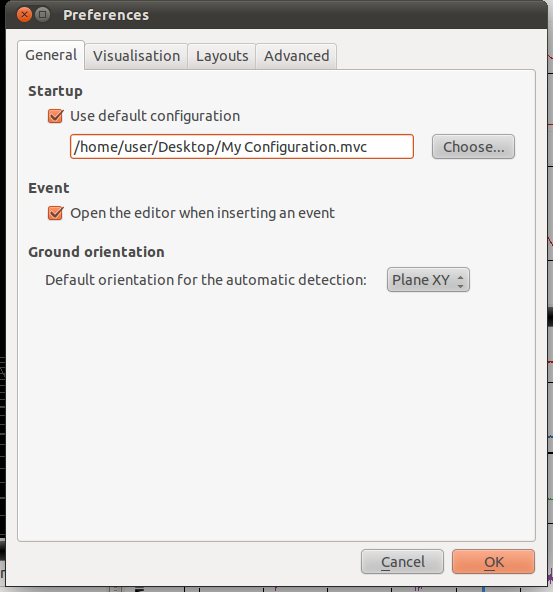 Preferences
General Visualisation Layouts Advanced
Startup
Use default configuration
/home/user/Desktop/My Configuration.mvc Choose...
Event
Open the editor when inserting an event
Ground orientation
Default orientation for the automatic detection: Plane XY
Cancel OK